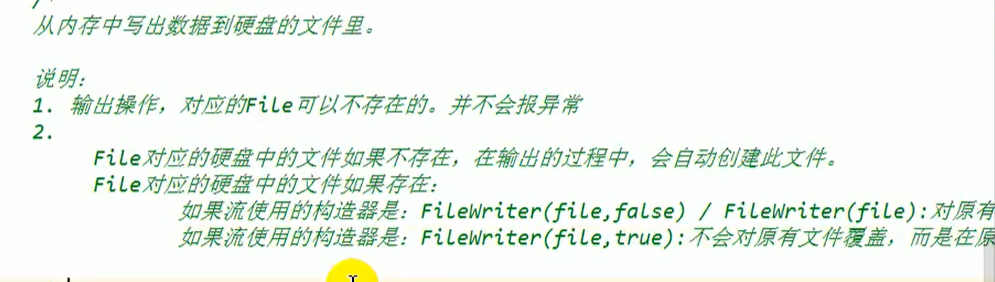 从内存中写出数据到硬盘的文件里。
说明：
1. 输出操作，对应的File可以不存在的。并不会报异常
2.
File对应的硬盘中的文件如果不存在，在输出的过程中，会自动创建此文件。
File对应的硬盘中的文件如果存在：
如果流使用的构造器是：FileWriter(file,false) / FileWriter(file):对原有
如果流使用的构造器是：FileWriter(file,true):不会对原有文件覆盖，而是在原